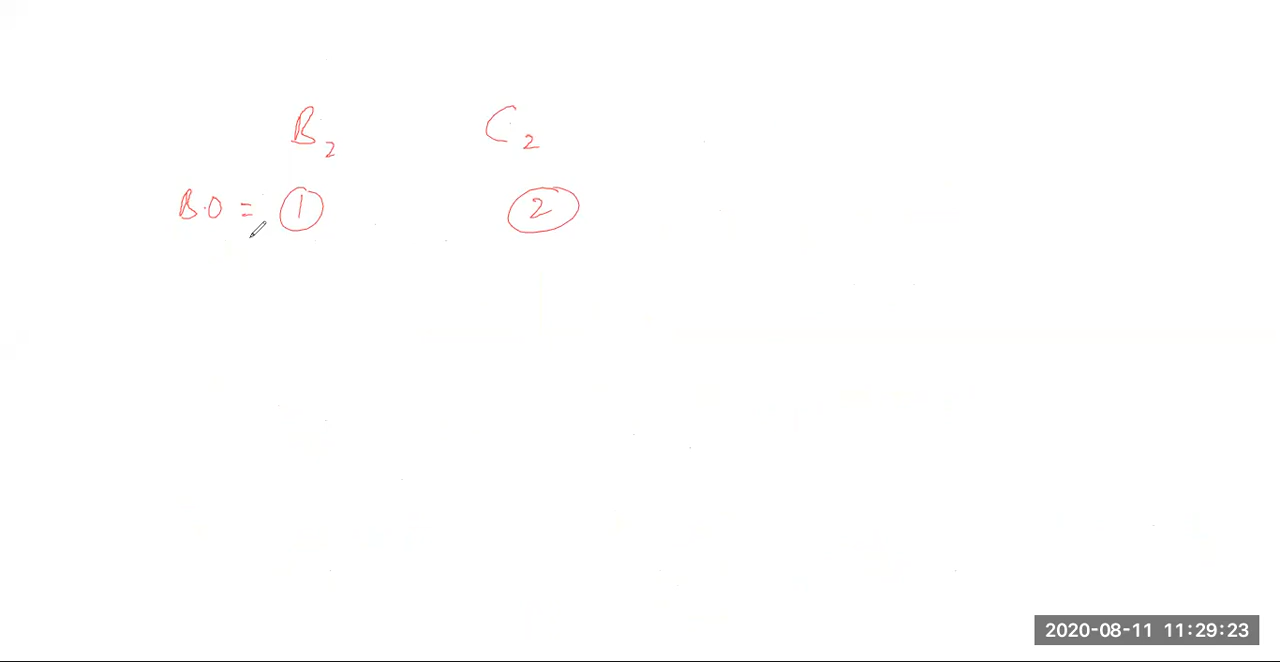 B₂ C₂
B.O = 1 2
2020-08-11 11:29:23